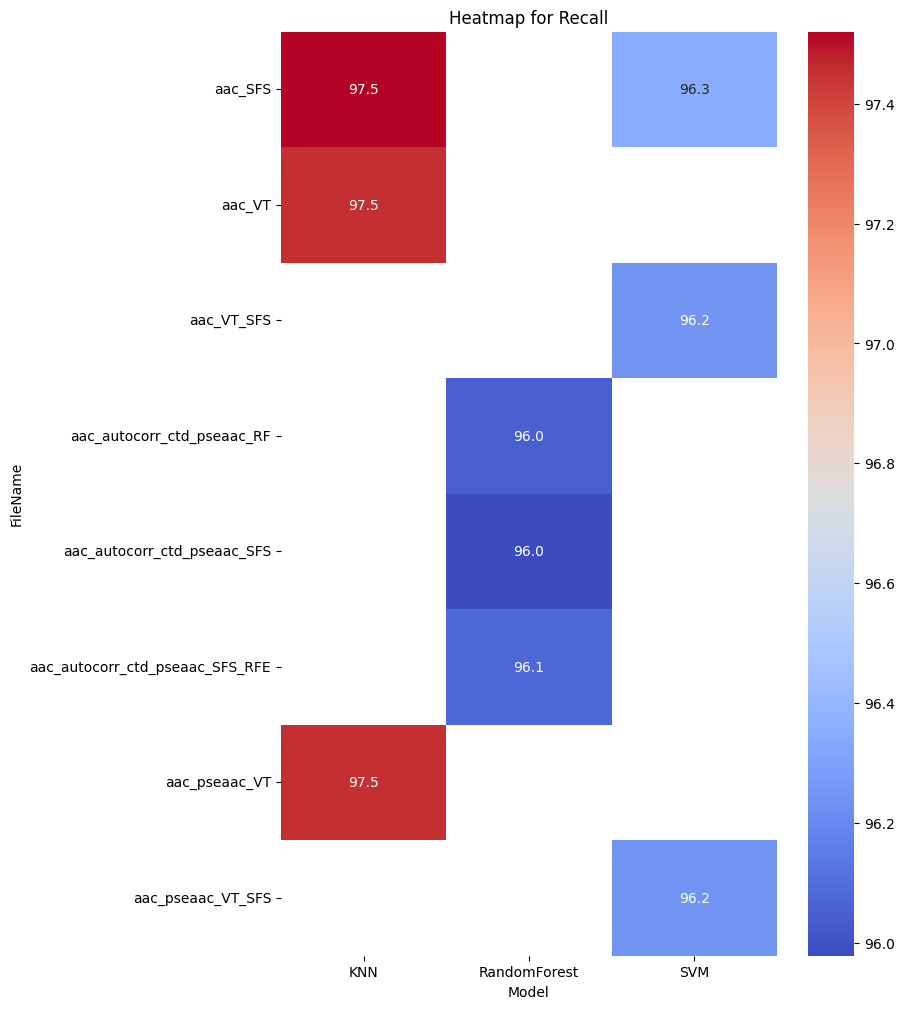 Heatmap for Recall
FileName
aac_SFS
97.5
96.3
aac_VT
97.5
aac_VT_SFS
96.2
aac_autocorr_ctd_pseaac_RF
96.0
aac_autocorr_ctd_pseaac_SFS
96.0
aac_autocorr_ctd_pseaac_SFS_RFE
96.1
aac_pseaac_VT
97.5
aac_pseaac_VT_SFS
96.2
KNN
RandomForest
SVM
Model
97.4
97.2
97.0
96.8
96.6
96.4
96.2
96.0